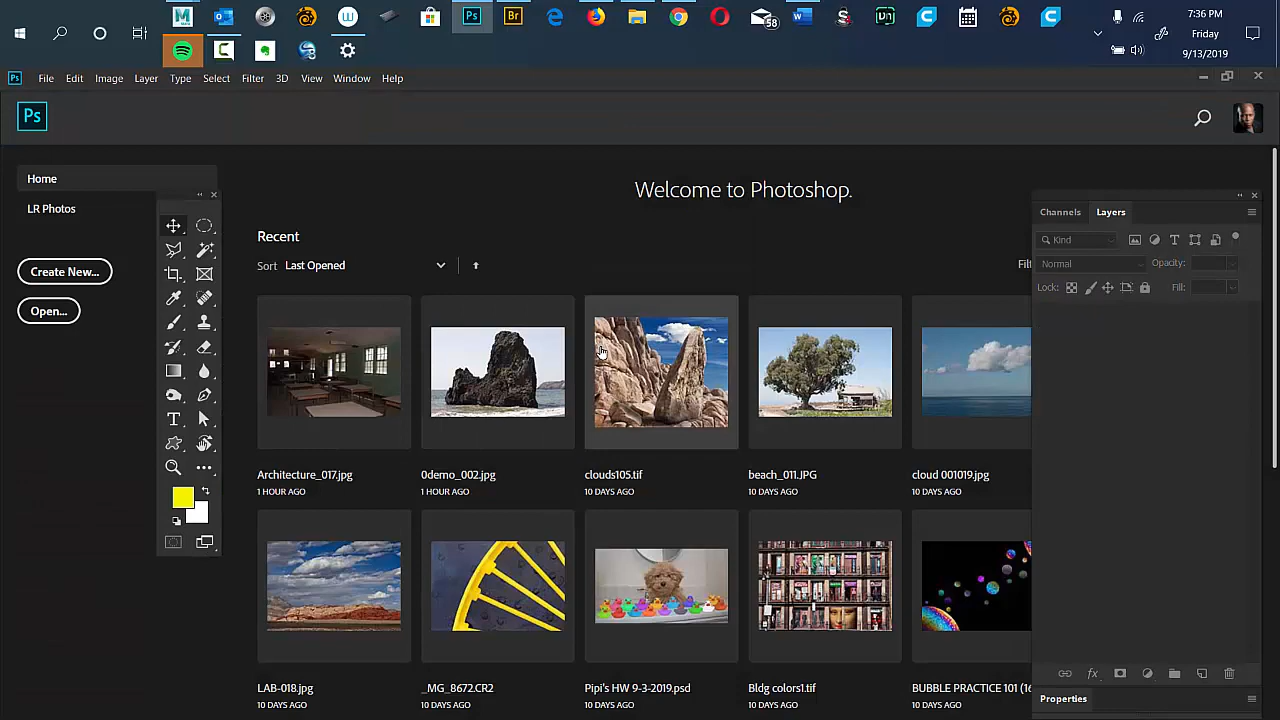 Ps
Br
W
58
7:36 PM
Friday
9/13/2019
Ps
File
Edit
Image
Layer
Type
Select
Filter
3D
View
Window
Help
Ps
Home
LR Photos
Create New...
Open...
Welcome to Photoshop.
Recent
Sort Last Opened
Filt
Architecture_017.jpg
1 HOUR AGO
0demo_002.jpg
1 HOUR AGO
clouds105.tif
10 DAYS AGO
beach_011.JPG
10 DAYS AGO
cloud 001019.jpg
10 DAYS AGO
LAB-018.jpg
10 DAYS AGO
_MG_8672.CR2
10 DAYS AGO
Pipi's HW 9-3-2019.psd
10 DAYS AGO
Bldg colors1.tif
10 DAYS AGO
BUBBLE PRACTICE 101 (16
10 DAYS AGO
Channels
Layers
Kind
Normal
Opacity:
Lock:
Fill:
fx
Properties